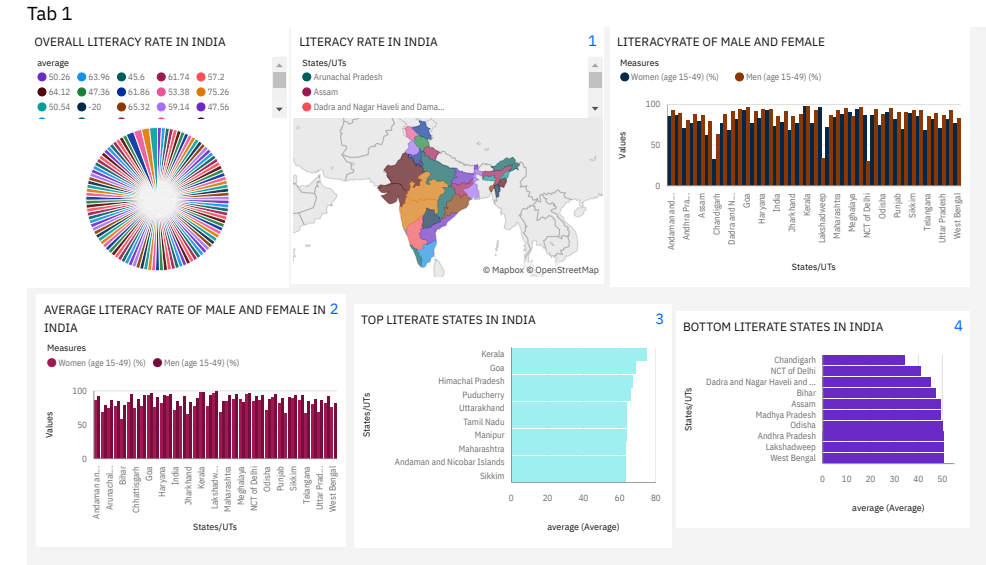 Tab 1
OVERALL LITERACY RATE IN INDIA
average
50.26 63.96 45.6 61.74 57.2
64.12 47.36 61.86 53.38 75.26
50.54 -20 65.32 59.14 47.56
LITERACY RATE IN INDIA 1
States/UTs
Arunachal Pradesh
Assam
Dadra and Nagar Haveli and Dama...
© Mapbox © OpenStreetMap
LITERACYRATE OF MALE AND FEMALE
Measures
Women (age 15-49) (%) Men (age 15-49) (%)
Values
100
50
0
Andaman and...
Andhra Pra...
Assam
Chandigarh
Dadra and N...
Goa
Haryana
India
Jharkhand
Kerala
Lakshadweep
Maharashtra
Meghalaya
NCT of Delhi
Odisha
Punjab
Sikkim
Telangana
Uttar Pradesh
West Bengal
States/UTs
AVERAGE LITERACY RATE OF MALE AND FEMALE IN 2
INDIA
Measures
Women (age 15-49) (%) Men (age 15-49) (%)
Values
100
50
0
Andaman an...
Arunachal...
Bihar
Chhattisgarh
Goa
Haryana
India
Jharkhand
Kerala
Lakshadw...
Maharashtra
Meghalaya
NCT of Delhi
Odisha
Punjab
Sikkim
Telangana
Uttar Prad...
West Bengal
States/UTs
TOP LITERATE STATES IN INDIA 3
States/UTs
Kerala
Goa
Himachal Pradesh
Puducherry
Uttarakhand
Tamil Nadu
Manipur
Maharashtra
Andaman and Nicobar Islands
Sikkim
0 20 40 60 80
average (Average)
BOTTOM LITERATE STATES IN INDIA 4
States/UTs
Chandigarh
NCT of Delhi
Dadra and Nagar Haveli and ...
Bihar
Assam
Madhya Pradesh
Odisha
Andhra Pradesh
Lakshadweep
West Bengal
0 10 20 30 40 50
average (Average)